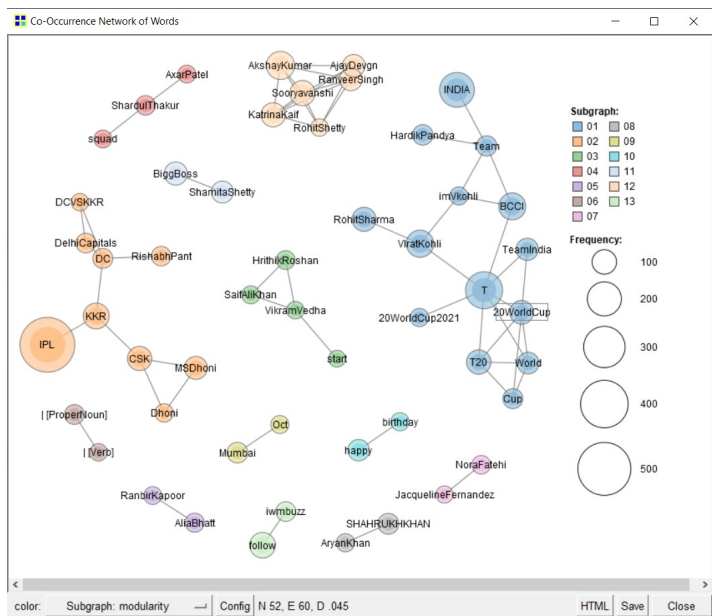 Co-Occurrence Network of Words
AxarPatel
ShardulThakur
squad
AkshayKumar
AjayDevgn
RanveerSingh
Sooryavanshi
KatrinaKaif
RohitShetty
INDIA
HardikPandya
Team
imVkohli
BCCI
RohitSharma
ViratKohli
TeamIndia
T
20WorldCup2021
20WorldCup
T20
World
Cup
BiggBoss
ShamitaShetty
DCVSKKR
DelhiCapitals
DC
RishabhPant
KKR
IPL
CSK
MSDhoni
Dhoni
HrithikRoshan
SaifAliKhan
VikramVedha
start
| [ProperNoun]
| [Verb]
Oct
Mumbai
birthday
happy
NoraFatehi
JacquelineFernandez
RanbirKapoor
AliaBhatt
iwmbuzz
follow
SHAHRUKHKHAN
AryanKhan
Subgraph:
01 08
02 09
03 10
04 11
05 12
06 13
07
Frequency:
100
200
300
400
500
color: Subgraph: modularity Config N 52, E 60, D .045 HTML Save Close